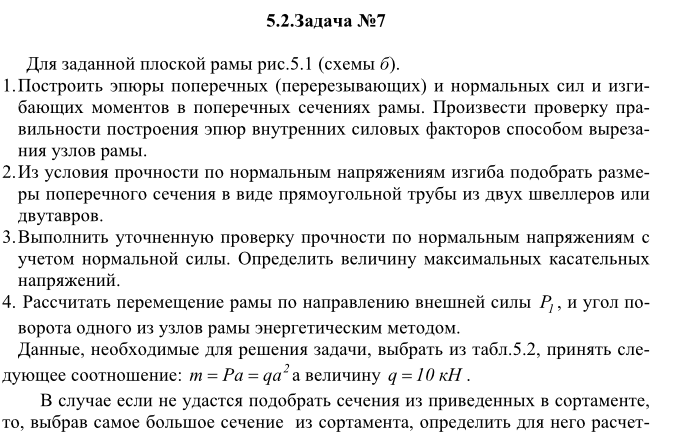 5.2.Задача №7
Для заданной плоской рамы рис.5.1 (схемы б).
1.Построить эпюры поперечных (перерезывающих) и нормальных сил и изги-
бающих моментов в поперечных сечениях рамы. Произвести проверку пра-
вильности построения эпюр внутренних силовых факторов способом выреза-
ния узлов рамы.
2.Из условия прочности по нормальным напряжениям изгиба подобрать разме-
ры поперечного сечения в виде прямоугольной трубы из двух швеллеров или
двутавров.
3.Выполнить уточненную проверку прочности по нормальным напряжениям с
учетом нормальной силы. Определить величину максимальных касательных
напряжений.
4. Рассчитать перемещение рамы по направлению внешней силы P₁, и угол по-
ворота одного из узлов рамы энергетическим методом.
Данные, необходимые для решения задачи, выбрать из табл.5.2, принять сле-
дующее соотношение: m = Pa = qa² а величину q = 10 кН .
В случае если не удастся подобрать сечения из приведенных в сортаменте,
то, выбрав самое большое сечение из сортамента, определить для него расчет-